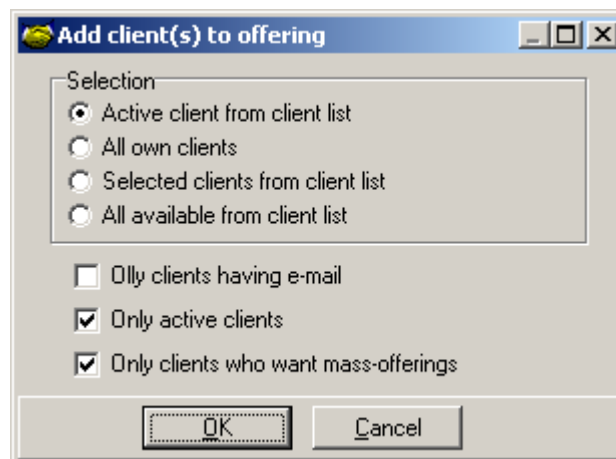 Add client(s) to offering
Selection
Active client from client list
All own clients
Selected clients from client list
All available from client list
Olly clients having e-mail
Only active clients
Only clients who want mass-offerings
OK Cancel